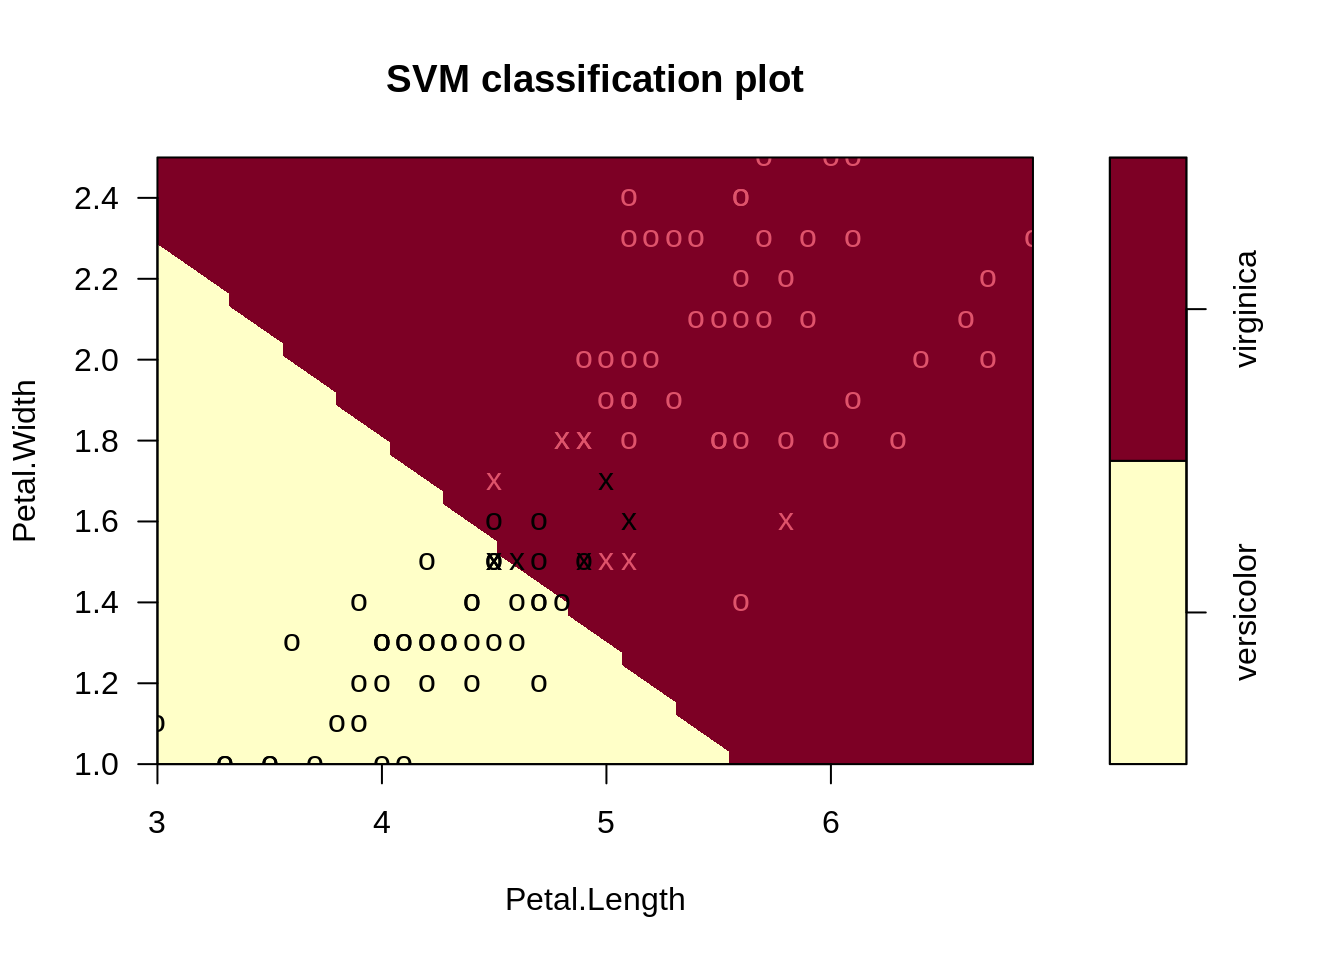 SVM classification plot
2.4
2.2
2.0
1.8
1.6
1.4
1.2
1.0
Petal.Width
3 4 5 6
Petal.Length
virginica
versicolor